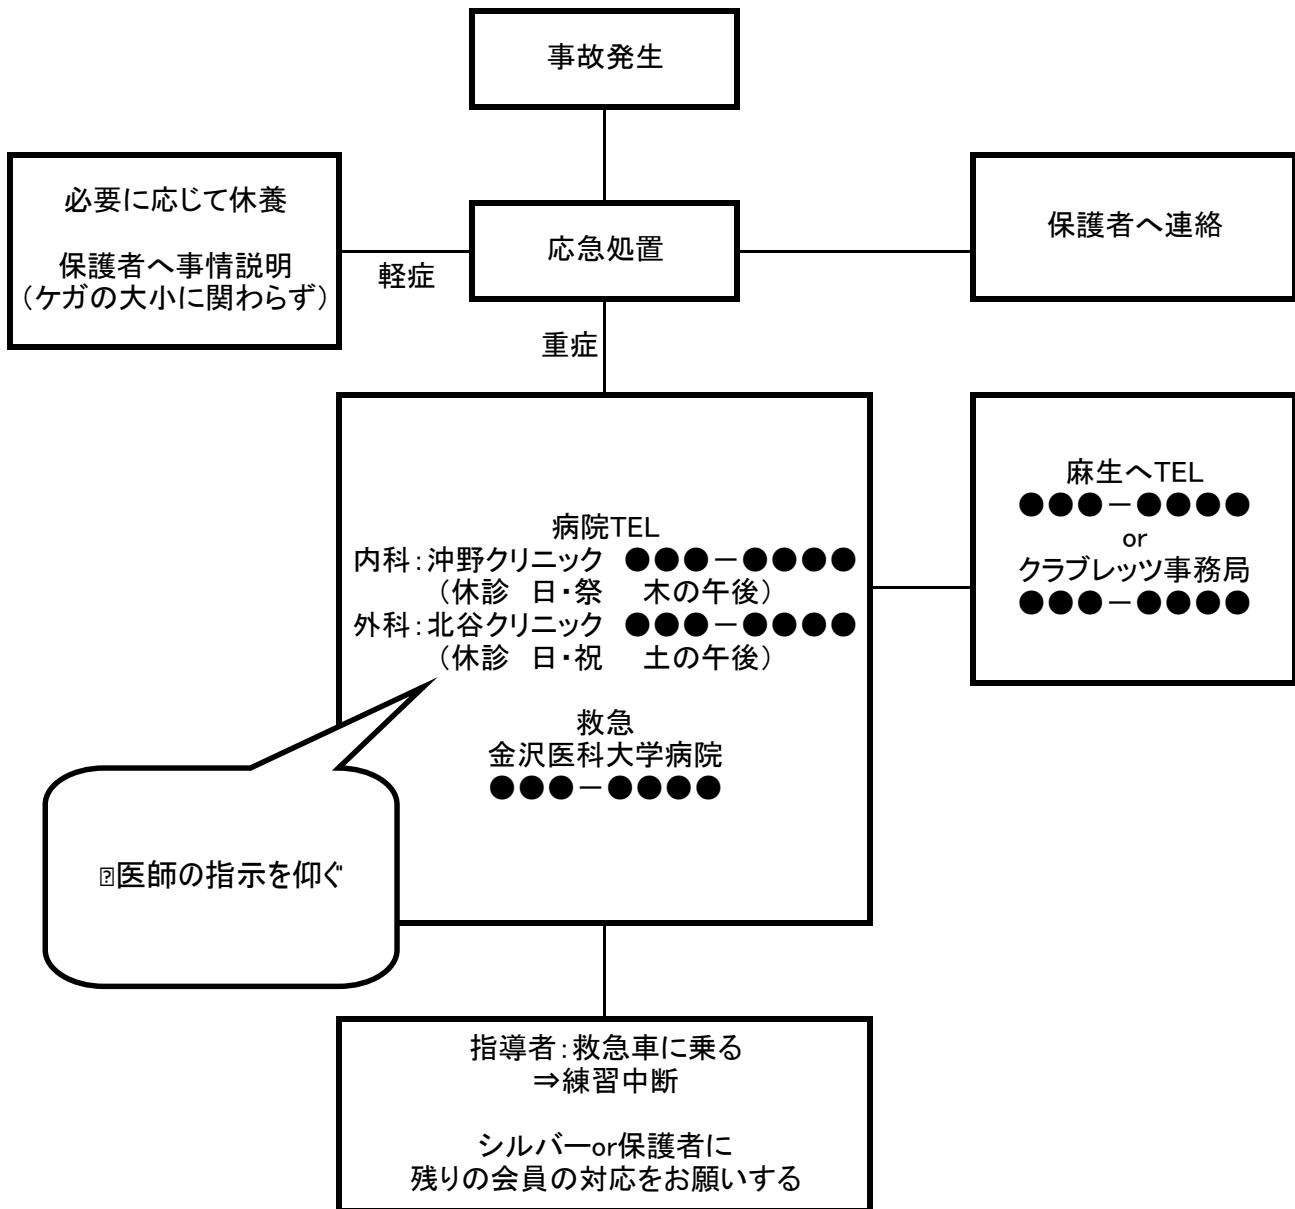 事故発生
必要に応じて休養
保護者へ事情説明
（ケガの大小に関わらず）
軽症
応急処置
保護者へ連絡
重症
病院TEL
内科：沖野クリニック　●●●－●●●●
（休診　日・祭　木の午後）
外科：北谷クリニック　●●●－●●●●
（休診　日・祝　土の午後）
救急
金沢医科大学病院
●●●－●●●●
麻生へTEL
●●●－●●●●
or
クラブレッツ事務局
●●●－●●●●
医師の指示を仰ぐ
指導者：救急車に乗る
⇒練習中断
シルバーor保護者に
残りの会員の対応をお願いする